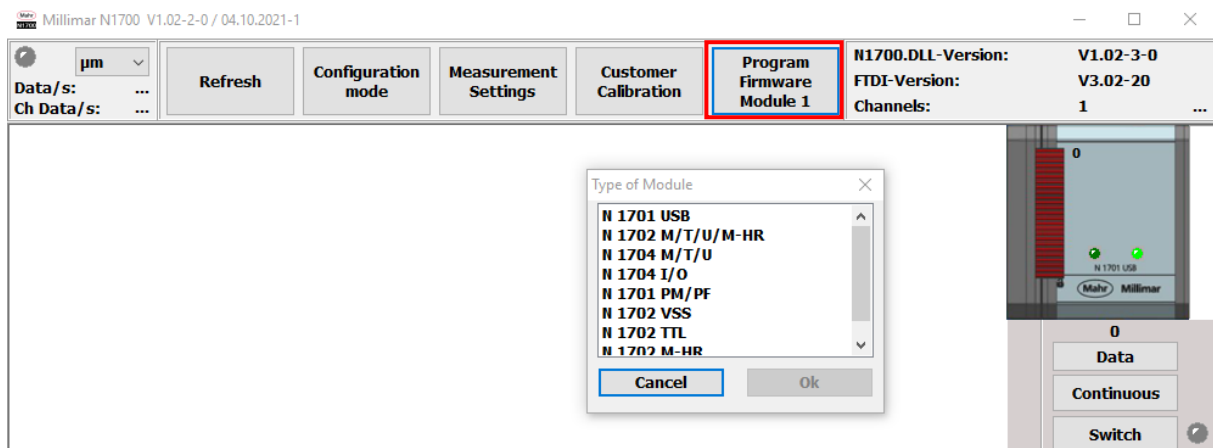 Mahr
N1700
Millimar N1700 V1.02-2-0 / 04.10.2021-1
µm
Data/s: ...
Ch Data/s: ...
Refresh
Configuration
mode
Measurement
Settings
Customer
Calibration
Program
Firmware
Module 1
N1700.DLL-Version: V1.02-3-0
FTDI-Version: V3.02-20
Channels: 1 ...
Type of Module
N 1701 USB
N 1702 M/T/U/M-HR
N 1704 M/T/U
N 1704 I/O
N 1701 PM/PF
N 1702 VSS
N 1702 TTL
N 1702 M-HR
Cancel
Ok
0
N 1701 USB
Mahr Millimar
0
Data
Continuous
Switch